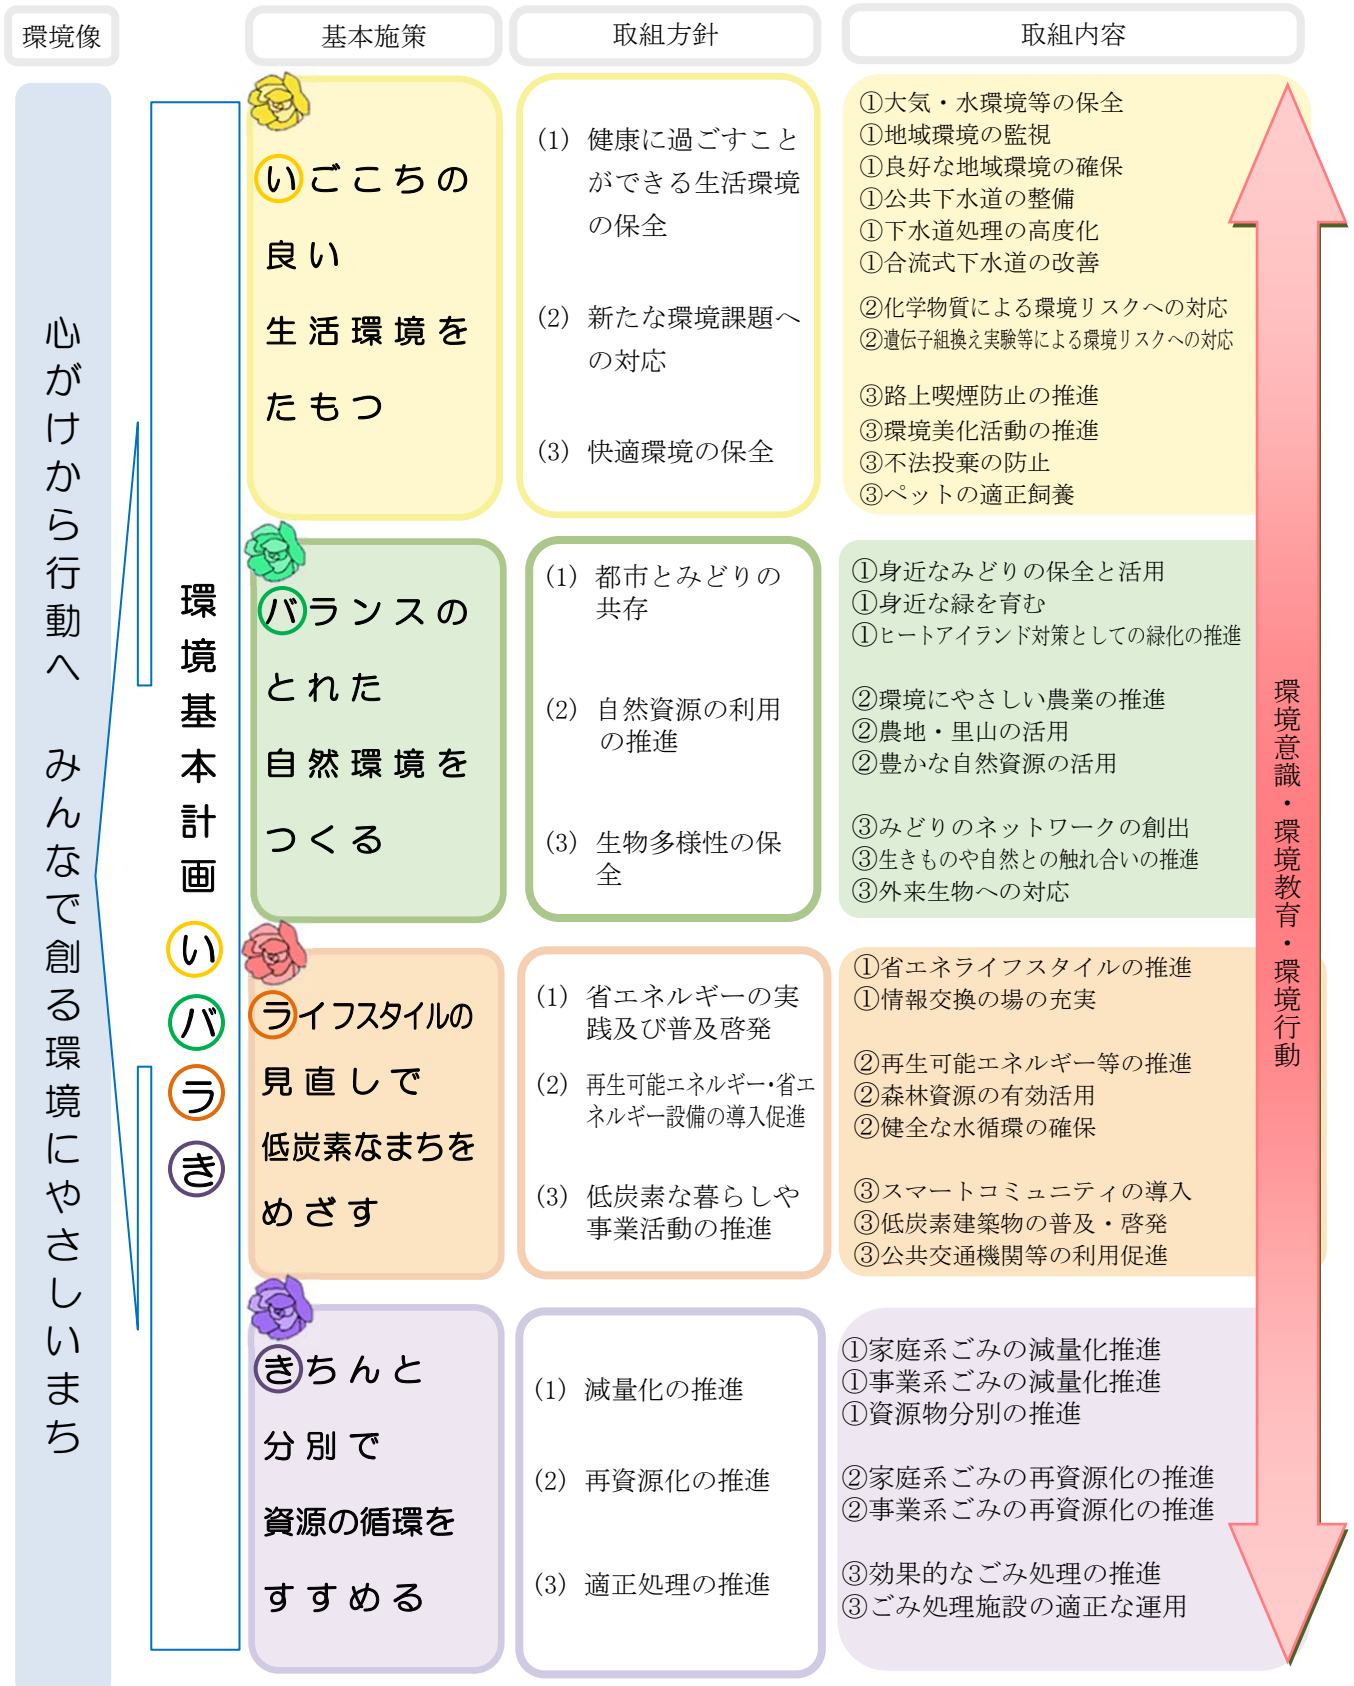 環境像
基本施策
取組方針
取組内容
心がけから行動へ　みんなで創る環境にやさしいまち
環境基本計画 いバラき
いごこちの
良い
生活環境を
たもつ
(1) 健康に過ごすこと
ができる生活環境
の保全
(2) 新たな環境課題へ
の対応
(3) 快適環境の保全
①大気・水環境等の保全
①地域環境の監視
①良好な地域環境の確保
①公共下水道の整備
①下水道処理の高度化
①合流式下水道の改善
②化学物質による環境リスクへの対応
②遺伝子組換え実験等による環境リスクへの対応
③路上喫煙防止の推進
③環境美化活動の推進
③不法投棄の防止
③ペットの適正飼養
バランスの
とれた
自然環境を
つくる
(1) 都市とみどりの
共存
(2) 自然資源の利用
の推進
(3) 生物多様性の保
全
①身近なみどりの保全と活用
①身近な緑を育む
①ヒートアイランド対策としての緑化の推進
②環境にやさしい農業の推進
②農地・里山の活用
②豊かな自然資源の活用
③みどりのネットワークの創出
③生きものや自然との触れ合いの推進
③外来生物への対応
ライフスタイルの
見直しで
低炭素なまちを
めざす
(1) 省エネルギーの実
践及び普及啓発
(2) 再生可能エネルギー・省エ
ネルギー設備の導入促進
(3) 低炭素な暮らしや
事業活動の推進
①省エネライフスタイルの推進
①情報交換の場の充実
②再生可能エネルギー等の推進
②森林資源の有効活用
②健全な水循環の確保
③スマートコミュニティの導入
③低炭素建築物の普及・啓発
③公共交通機関等の利用促進
きちんと
分別で
資源の循環を
すすめる
(1) 減量化の推進
(2) 再資源化の推進
(3) 適正処理の推進
①家庭系ごみの減量化推進
①事業系ごみの減量化推進
①資源物分別の推進
②家庭系ごみの再資源化の推進
②事業系ごみの再資源化の推進
③効果的なごみ処理の推進
③ごみ処理施設の適正な運用
環境意識・環境教育・環境行動